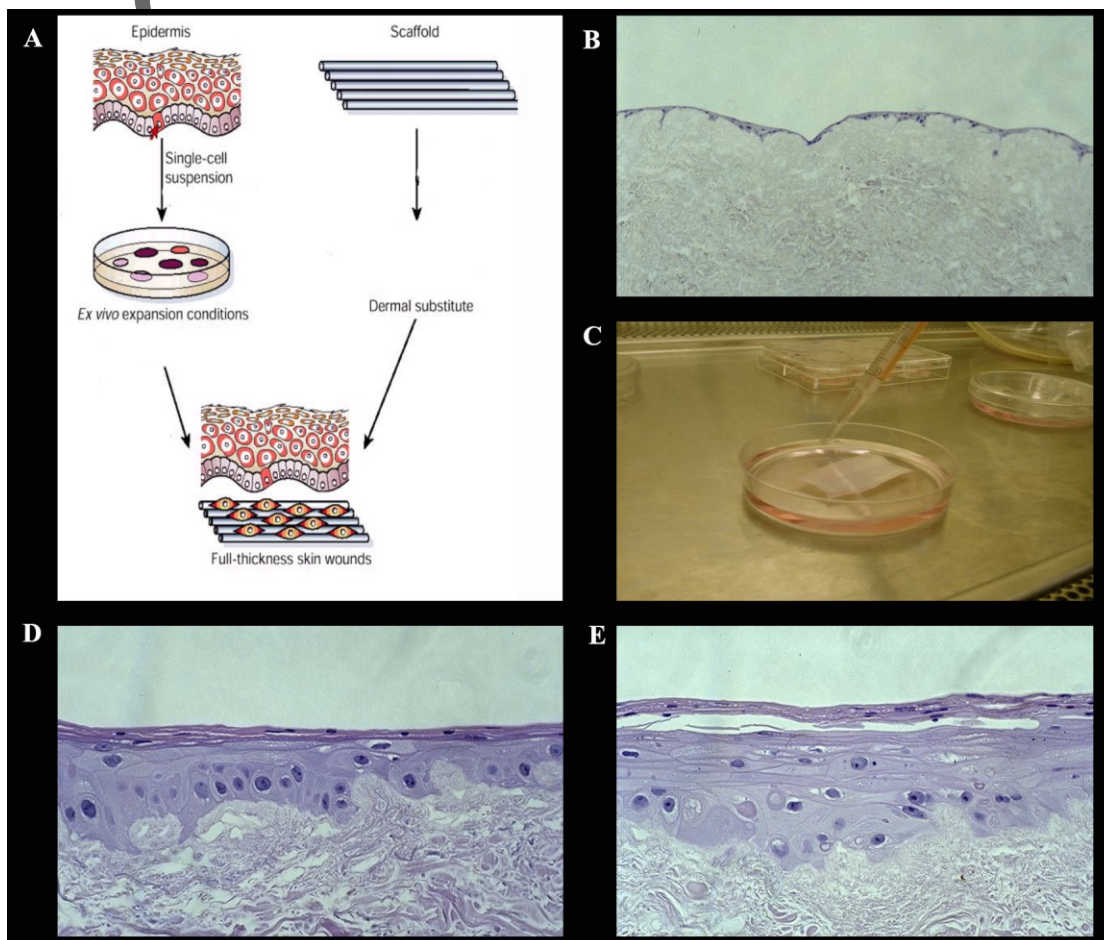 A
Epidermis
Scaffold
Single-cell
suspension
Ex vivo expansion conditions
Dermal substitute
Full-thickness skin wounds
B
C
D
E